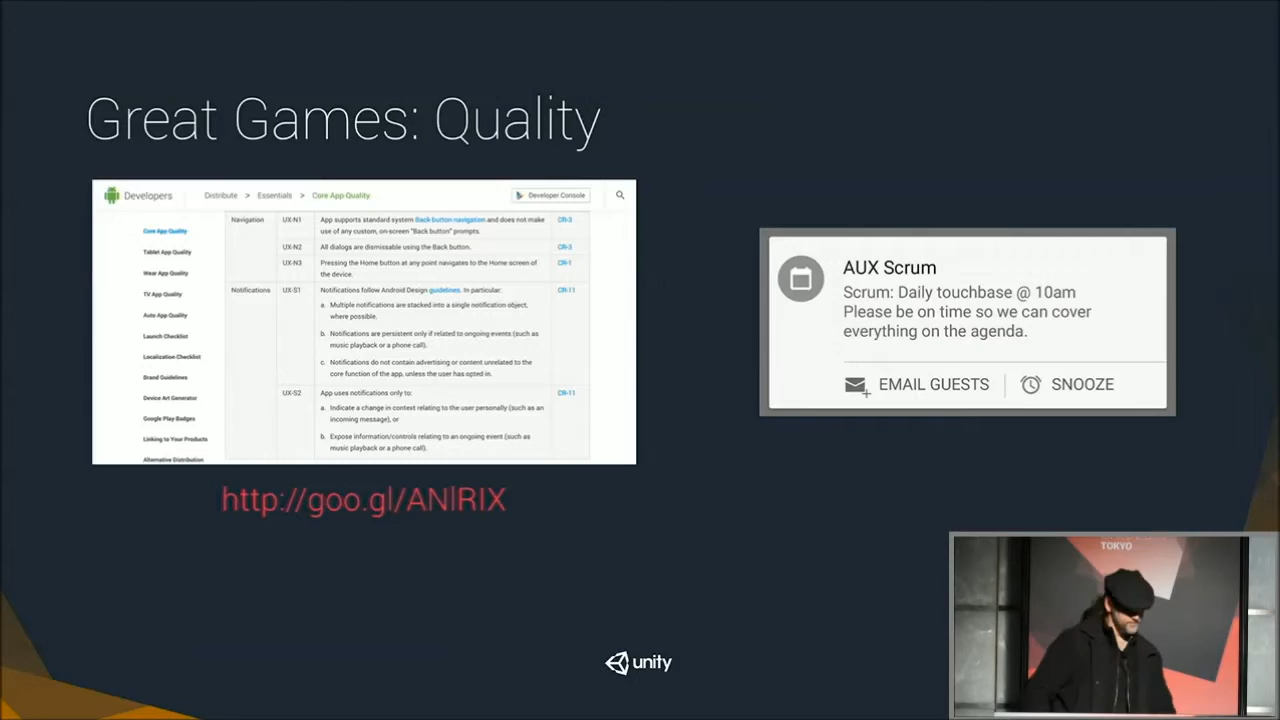 Great Games: Quality
Developers
Distribute > Essentials > Core App Quality
Developer Console
Core App Quality
Tablet App Quality
Wear App Quality
TV App Quality
Auto App Quality
Launch Checklist
Localization Checklist
Brand Guidelines
Device Art Generator
Google Play Badges
Linking to Your Products
Alternative Distribution
Navigation UX-N1 App supports standard system Back button navigation and does not make CR-3
use of any custom, on-screen "Back button" prompts.
UX-N2 All dialogs are dismissable using the Back button. CR-3
UX-N3 Pressing the Home button at any point navigates to the Home screen of CR-1
the device.
Notifications UX-S1 Notifications follow Android Design guidelines. In particular: CR-11
a. Multiple notifications are stacked into a single notification object,
where possible.
b. Notifications are persistent only if related to ongoing events (such as
music playback or a phone call).
c. Notifications do not contain advertising or content unrelated to the
core function of the app, unless the user has opted in.
UX-S2 App uses notifications only to: CR-11
a. Indicate a change in context relating to the user personally (such as an
incoming message), or
b. Expose information/controls relating to an ongoing event (such as
music playback or a phone call).
http://goo.gl/ANlRIX
AUX Scrum
Scrum: Daily touchbase @ 10am
Please be on time so we can cover
everything on the agenda.
EMAIL GUESTS SNOOZE
TOKYO
unity